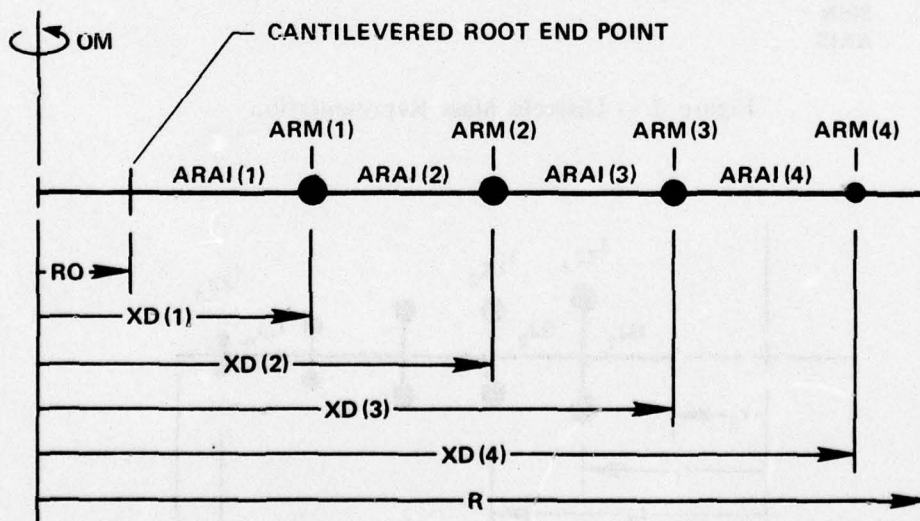 OM
CANTILEVERED ROOT END POINT
ARM(1) ARM(2) ARM(3) ARM(4)
ARAI(1) ARAI(2) ARAI(3) ARAI(4)
RO
XD(1)
XD(2)
XD(3)
XD(4)
R